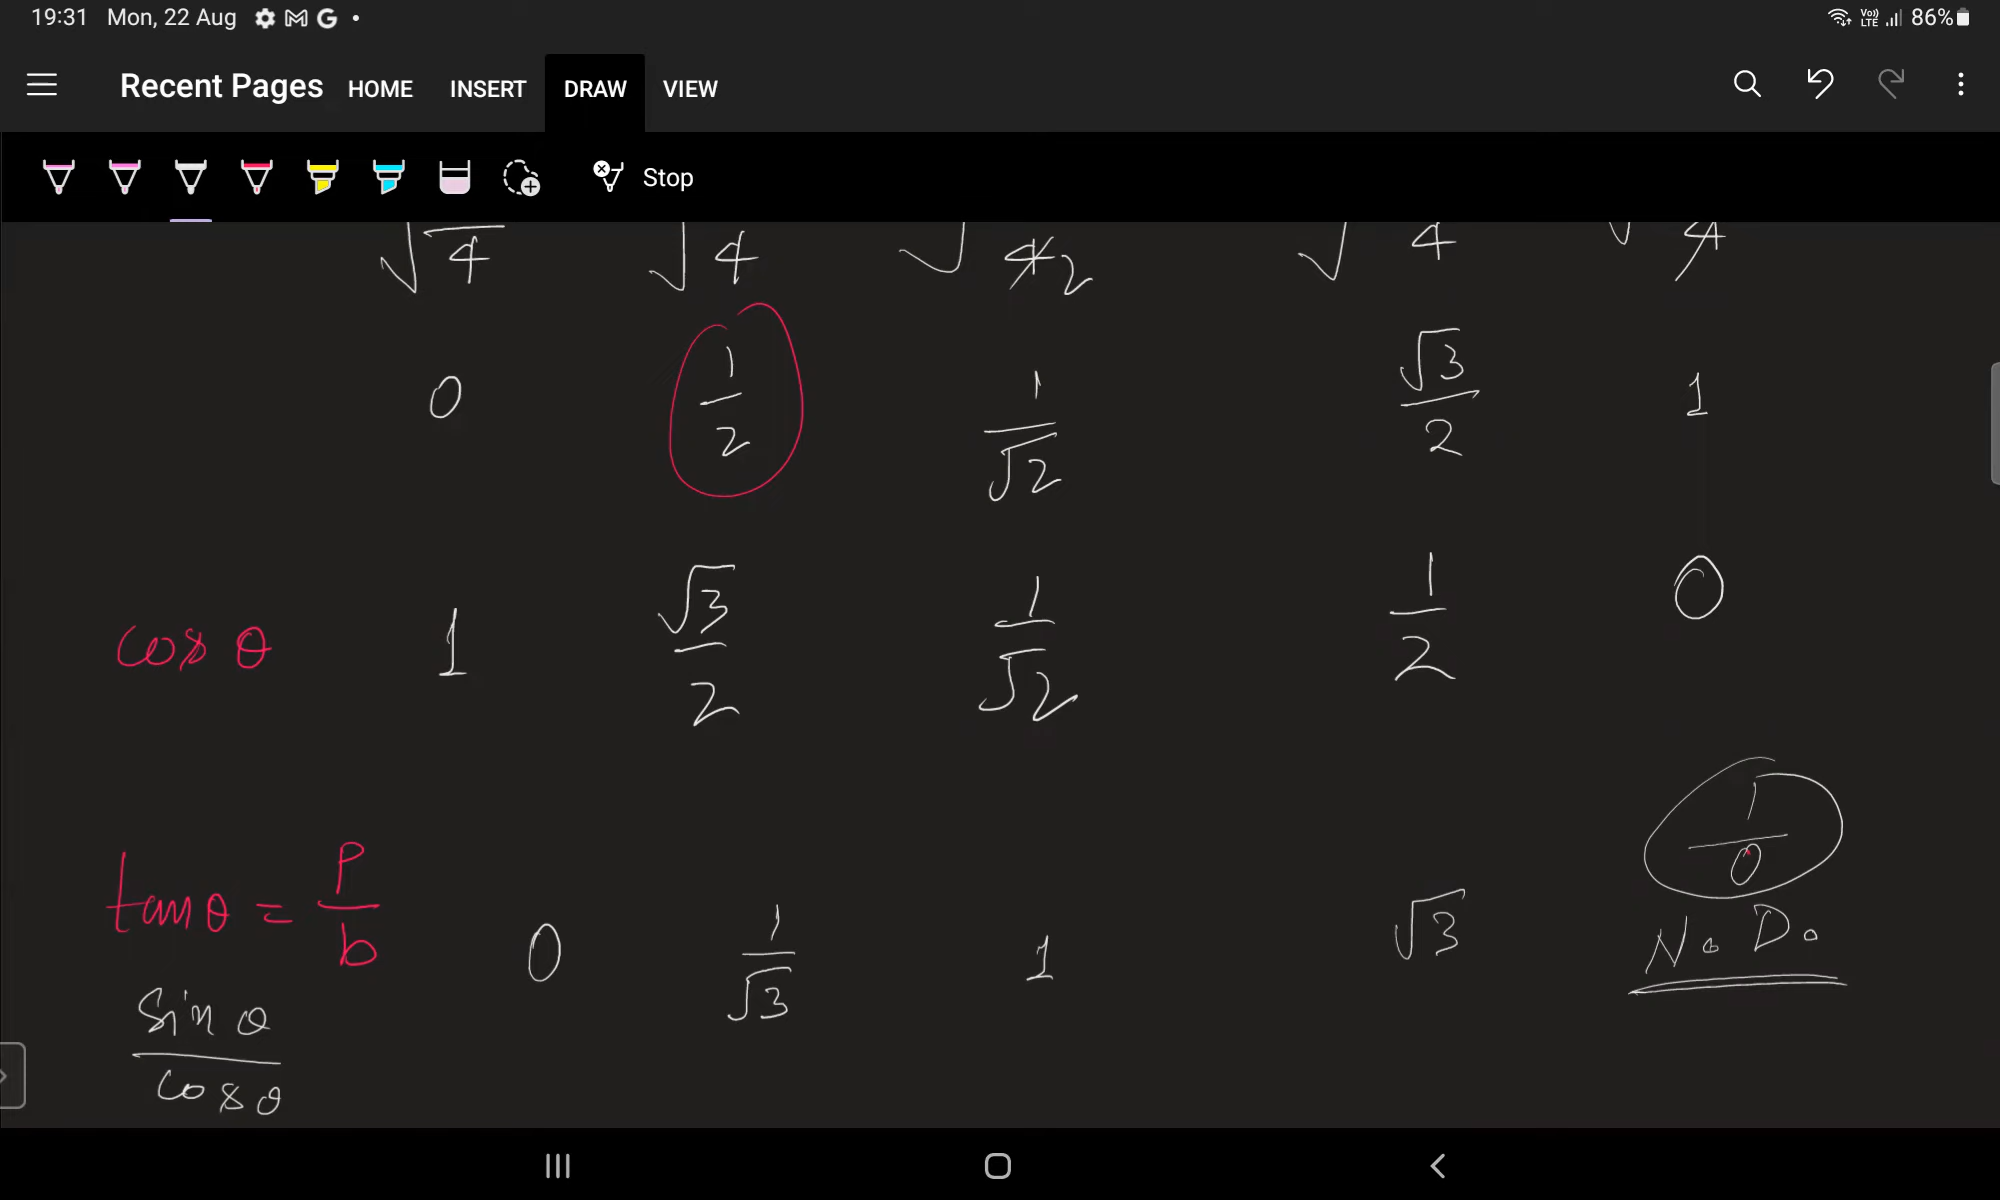 19:31 Mon, 22 Aug
Vo)) LTE 86%
Recent Pages HOME INSERT DRAW VIEW
Stop
√4 √4 √4 2 √4 √4
0 1/2 1/√2 √3/2 1
cos θ 1 √3/2 1/√2 1/2 0
1/0
tan θ = p/b 0 1/√3 1 √3 N. D.
sin θ/cos θ